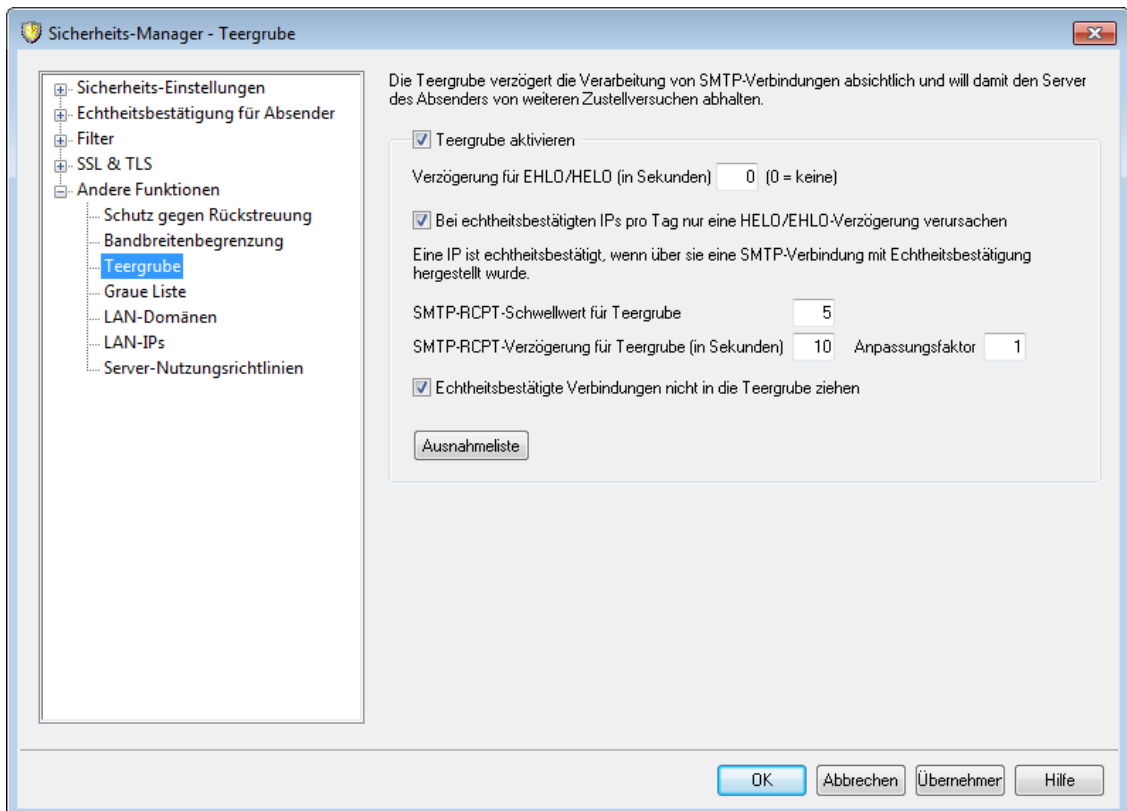 Sicherheits-Manager - Teergrube
Sicherheits-Einstellungen
Echtheitsbestätigung für Absender
Filter
SSL & TLS
Andere Funktionen
Schutz gegen Rückstreuung
Bandbreitenbegrenzung
Teergrube
Graue Liste
LAN-Domänen
LAN-IPs
Server-Nutzungsrichtlinien
Die Teergrube verzögert die Verarbeitung von SMTP-Verbindungen absichtlich und will damit den Server
des Absenders von weiteren Zustellversuchen abhalten.
Teergrube aktivieren
Verzögerung für EHLO/HELO (in Sekunden) 0 (0 = keine)
Bei echtheitsbestätigten IPs pro Tag nur eine HELO/EHLO-Verzögerung verursachen
Eine IP ist echtheitsbestätigt, wenn über sie eine SMTP-Verbindung mit Echtheitsbestätigung
hergestellt wurde.
SMTP-RCPT-Schwellwert für Teergrube 5
SMTP-RCPT-Verzögerung für Teergrube (in Sekunden) 10 Anpassungsfaktor 1
Echtheitsbestätigte Verbindungen nicht in die Teergrube ziehen
Ausnahmeliste
OK Abbrechen Übernehmer Hilfe